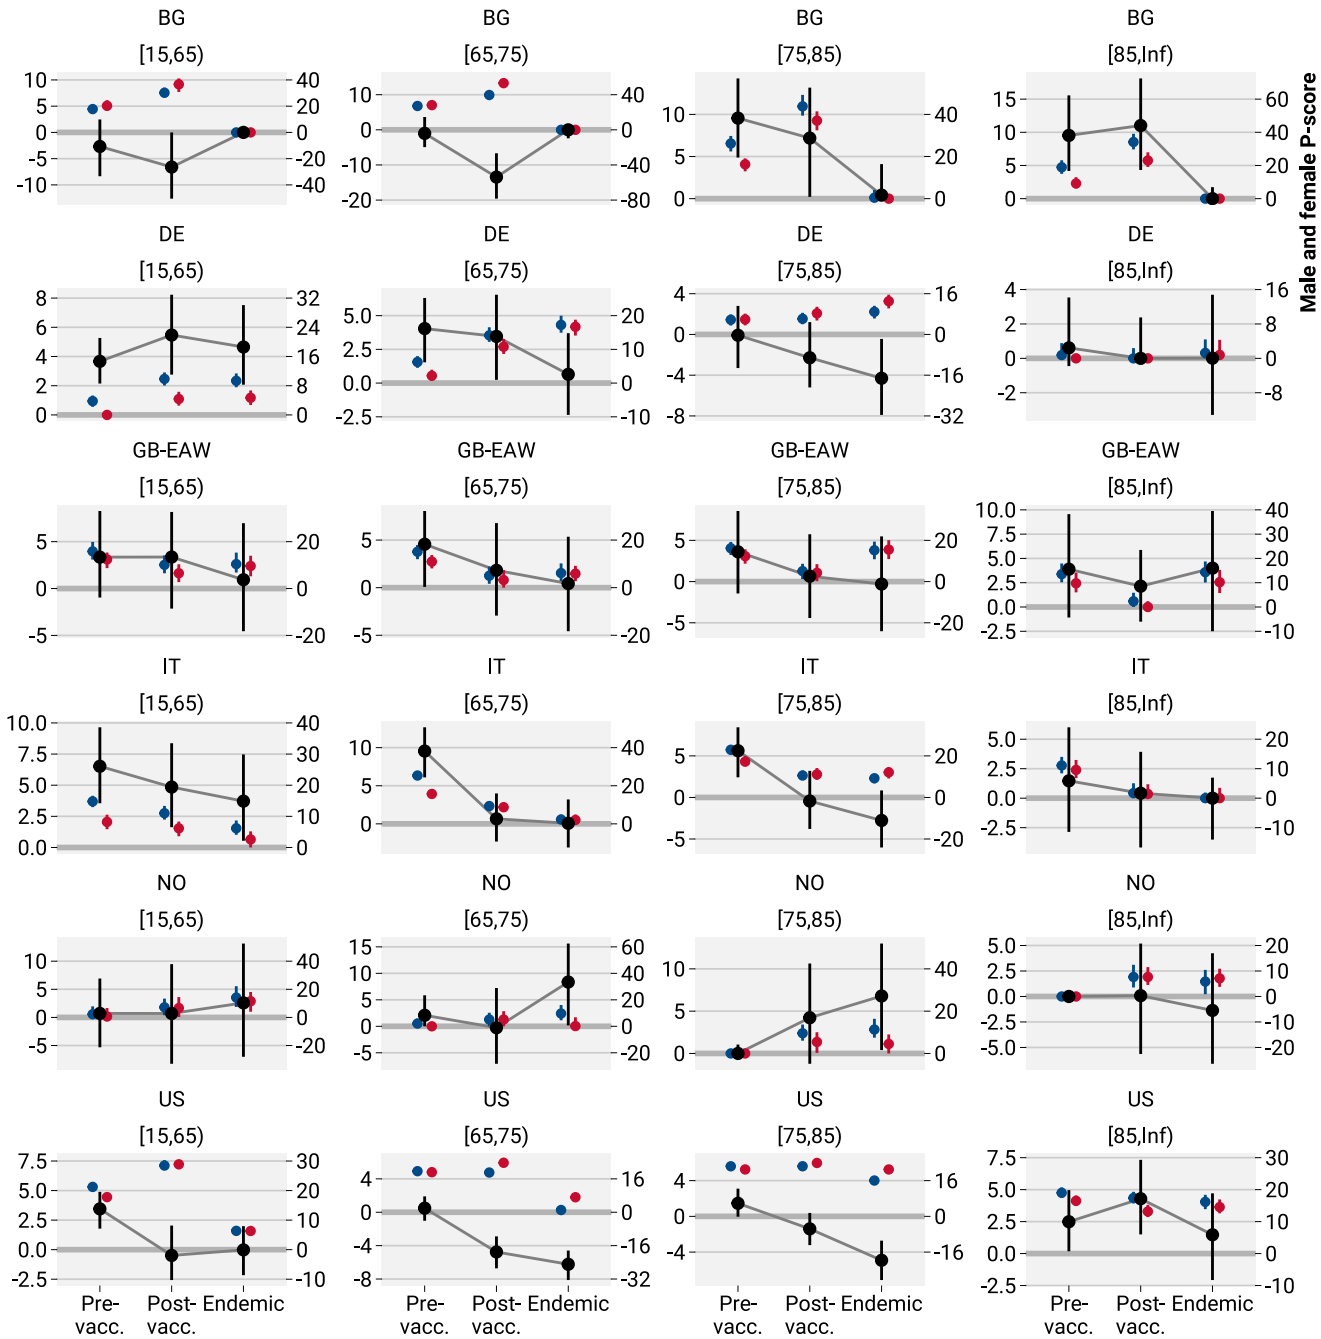 BG BG BG BG
[15,65) [65,75) [75,85) [85,Inf)
10 5 0 -5 -10
40 20 0 -20 -40
10 0 -10 -20
40 0 -40 -80
10 5 0
40 20 0
15 10 5 0
60 40 20 0
Male and female P-score
DE DE DE DE
[15,65) [65,75) [75,85) [85,Inf)
8 6 4 2 0
32 24 16 8 0
5.0 2.5 0.0 -2.5
20 10 0 -10
4 0 -4 -8
16 0 -16 -32
4 2 0 -2
16 8 0 -8
GB-EAW GB-EAW GB-EAW GB-EAW
[15,65) [65,75) [75,85) [85,Inf)
5 0 -5
20 0 -20
5 0 -5
20 0 -20
5 0 -5
20 0 -20
10.0 7.5 5.0 2.5 0.0 -2.5
40 30 20 10 0 -10
IT IT IT IT
[15,65) [65,75) [75,85) [85,Inf)
10.0 7.5 5.0 2.5 0.0
40 30 20 10 0
10 5 0
40 20 0
5 0 -5
20 0 -20
5.0 2.5 0.0 -2.5
20 10 0 -10
NO NO NO NO
[15,65) [65,75) [75,85) [85,Inf)
10 5 0 -5
40 20 0 -20
15 10 5 0 -5
60 40 20 0 -20
10 5 0
40 20 0
5.0 2.5 0.0 -2.5 -5.0
20 10 0 -10 -20
US US US US
[15,65) [65,75) [75,85) [85,Inf)
7.5 5.0 2.5 0.0 -2.5
30 20 10 0 -10
4 0 -4 -8
16 0 -16 -32
4 0 -4
16 0 -16
7.5 5.0 2.5 0.0 -2.5
30 20 10 0 -10
Pre- Post- Endemic Pre- Post- Endemic Pre- Post- Endemic Pre- Post- Endemic
vacc. vacc. vacc. vacc. vacc. vacc. vacc. vacc.